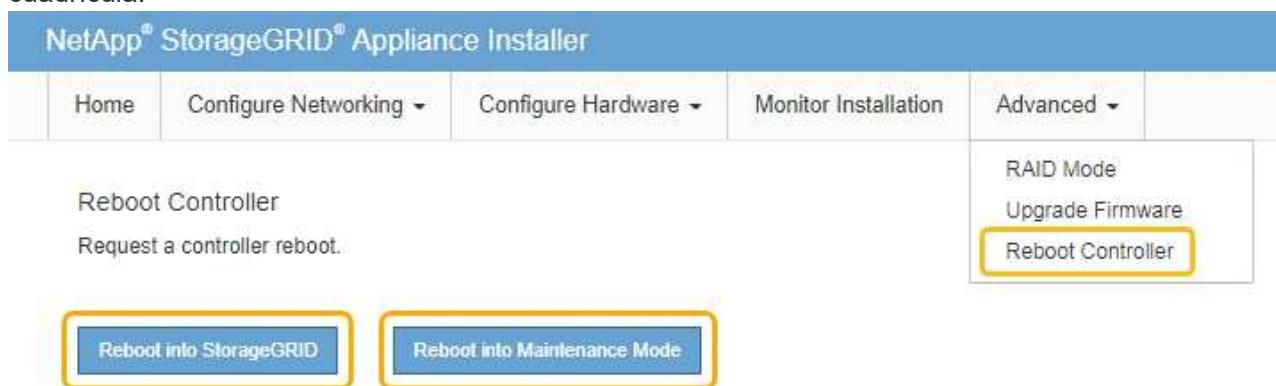 NetApp® StorageGRID® Appliance Installer
Home Configure Networking Configure Hardware Monitor Installation Advanced
RAID Mode
Upgrade Firmware
Reboot Controller
Reboot Controller
Request a controller reboot.
Reboot into StorageGRID Reboot into Maintenance Mode